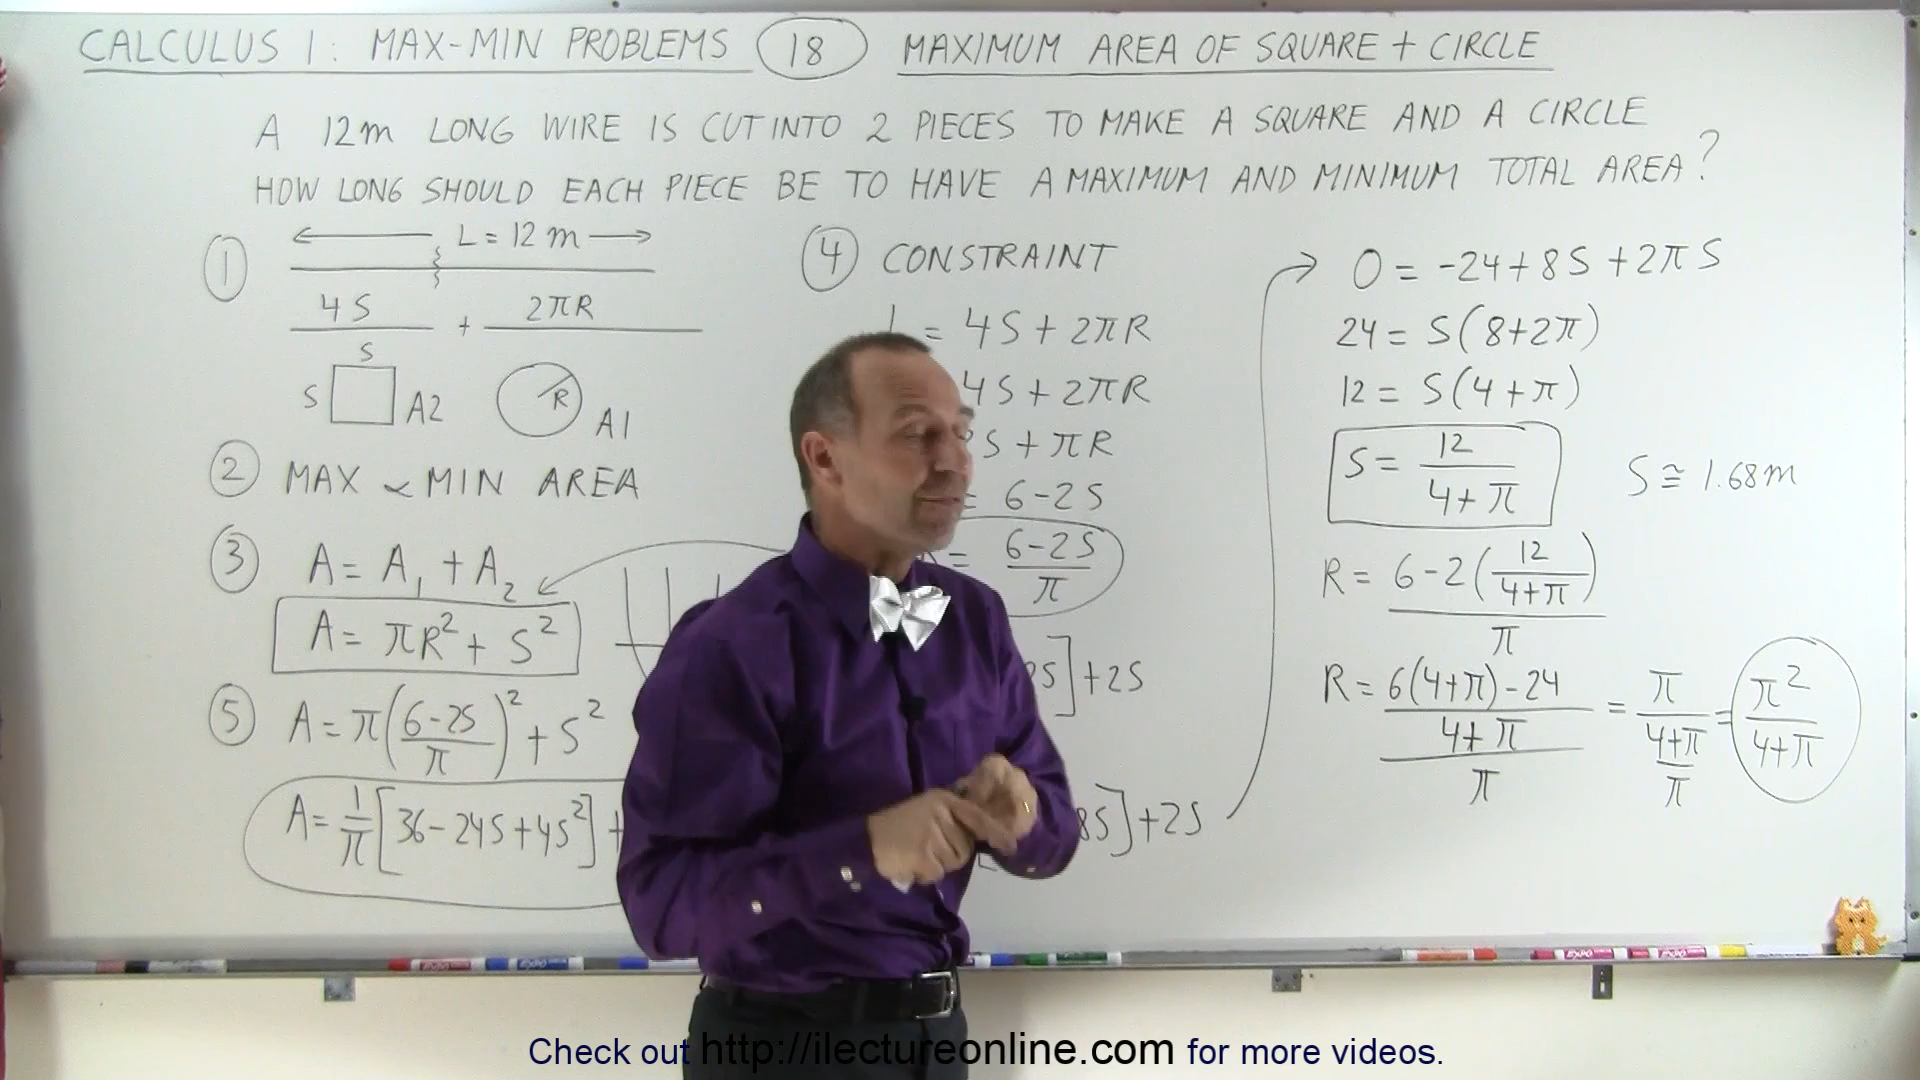 CALCULUS 1: MAX-MIN PROBLEMS 18 MAXIMUM AREA OF SQUARE + CIRCLE
A 12m LONG WIRE IS CUT INTO 2 PIECES TO MAKE A SQUARE AND A CIRCLE
HOW LONG SHOULD EACH PIECE BE TO HAVE A MAXIMUM AND MINIMUM TOTAL AREA?
1
L = 12 m
4S + 2πR
S
S A2 R A1
2 MAX & MIN AREA
3 A = A₁ + A₂
A = πR² + S²
5 A = π((6-2S)/π)² + S²
A = 1/π [36-24S+4S²] +
4 CONSTRAINT
L = 4S + 2πR
4S + 2πR
S + πR
= 6-2S
= (6-2S)/π
]+2S
8S]+2S
0 = -24+8S+2πS
24 = S(8+2π)
12 = S(4+π)
S = 12/(4+π) S ≅ 1.68m
R = (6-2(12/(4+π)))/π
R = ((6(4+π)-24)/(4+π))/π = π/((4+π)/π) = π²/(4+π)
EXPO EXPO EXPO EXPO
Check out http://ilectureonline.com for more videos.